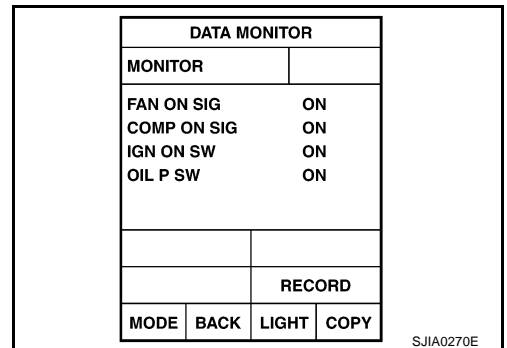 DATA MONITOR
MONITOR
FAN ON SIG ON
COMP ON SIG ON
IGN ON SW ON
OIL P SW ON
RECORD
MODE BACK LIGHT COPY
SJIA0270E